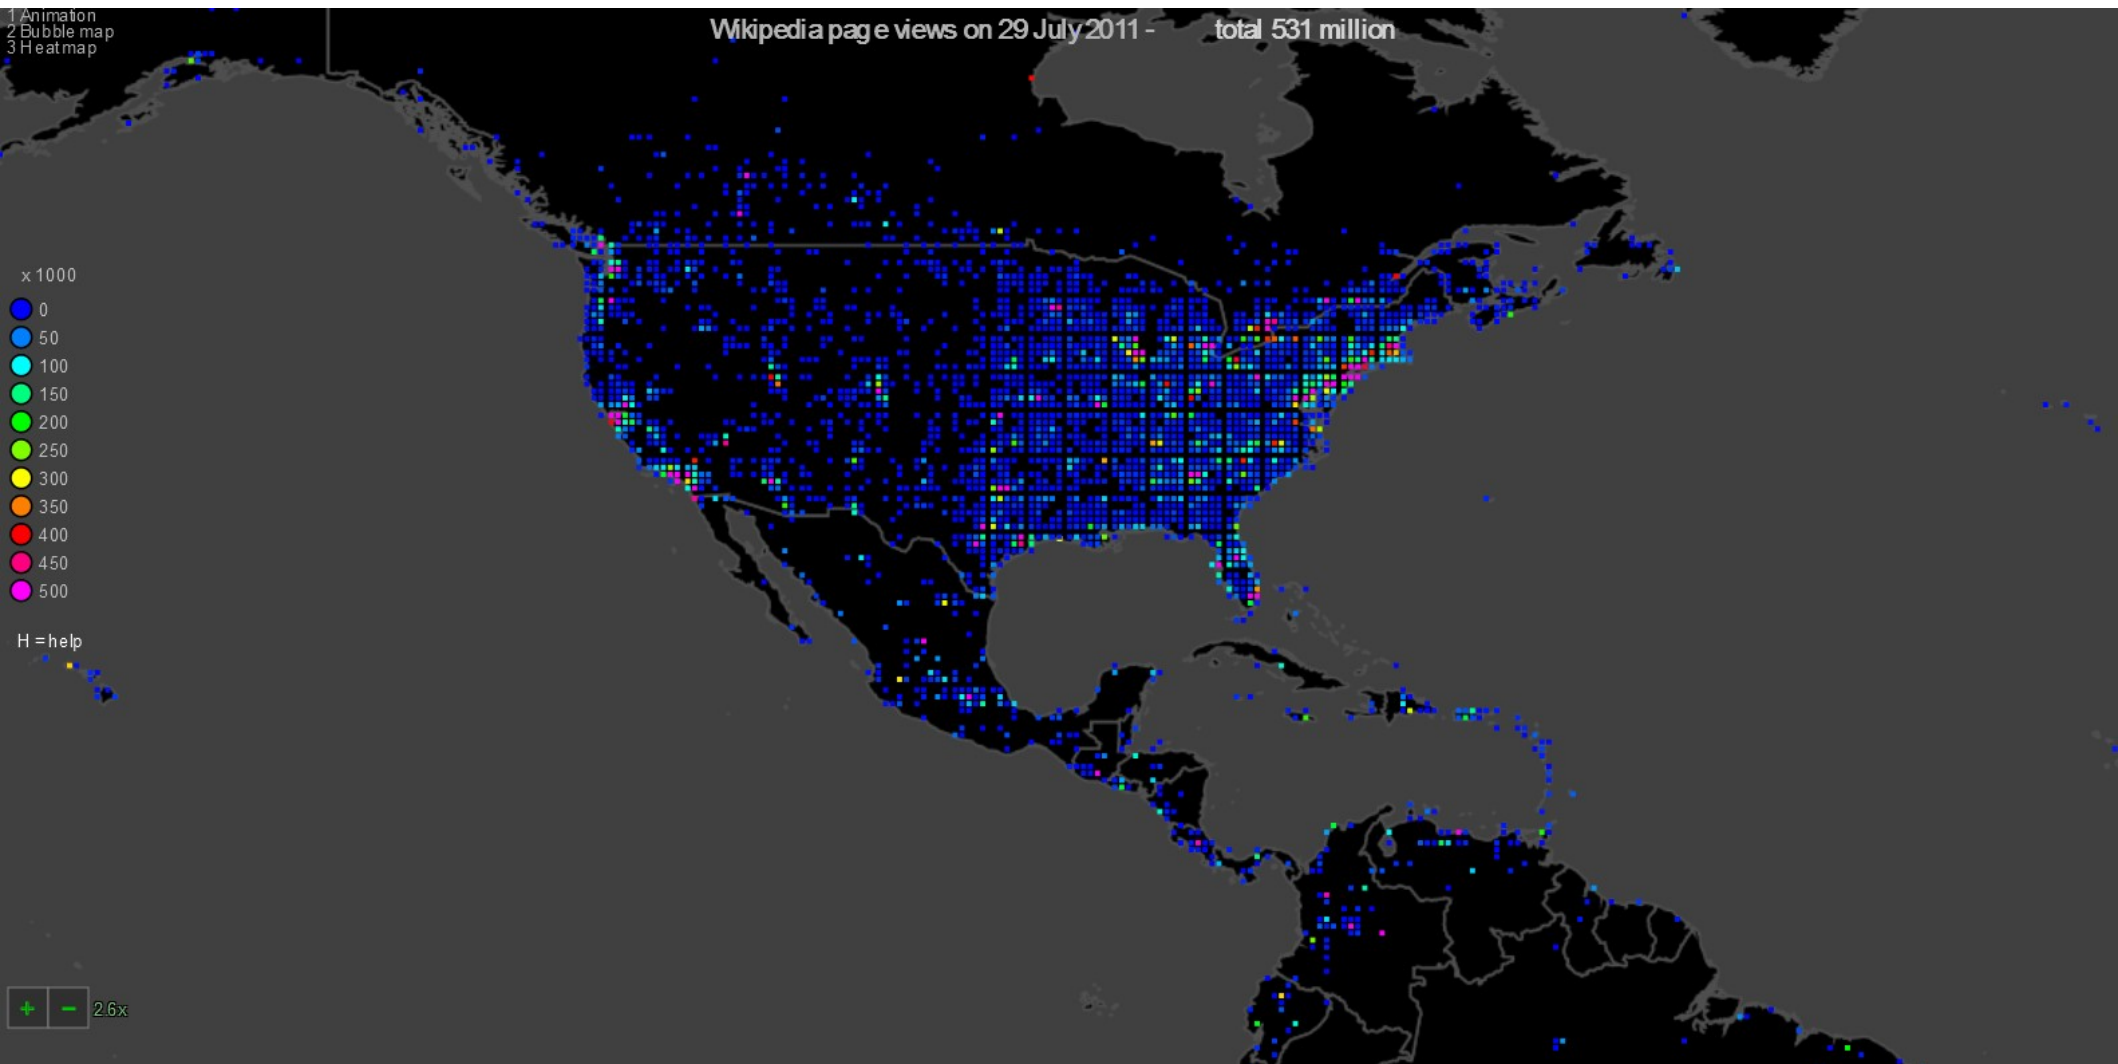 1 Animation
2 Bubble map
3 Heatmap
Wikipedia page views on 29 July 2011 - total 531 million
x 1000
0
50
100
150
200
250
300
350
400
450
500
H = help
+ − 2.6x